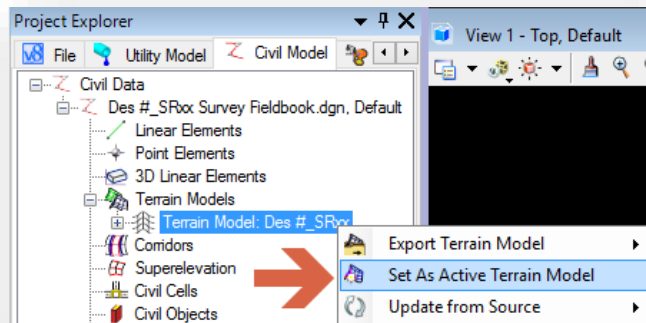 Project Explorer
View 1 - Top, Default
V8 File Utility Model Civil Model
Civil Data
Des #_SRxx Survey Fieldbook.dgn, Default
Linear Elements
Point Elements
3D Linear Elements
Terrain Models
Terrain Model: Des #_SRxx
Corridors
Export Terrain Model
Superelevation
Set As Active Terrain Model
Civil Cells
Civil Objects
Update from Source